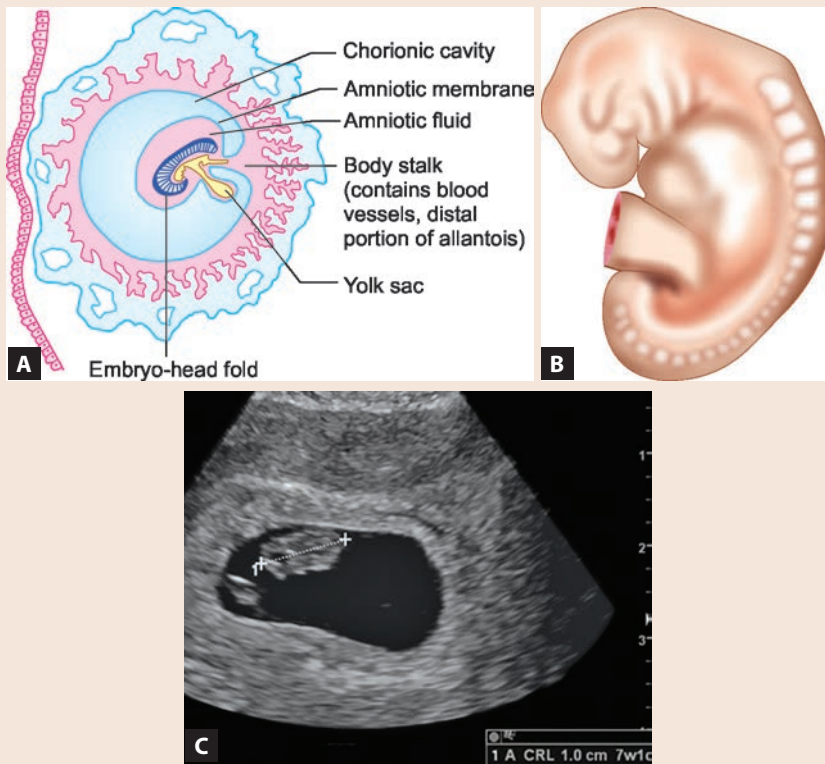 Chorionic cavity
Amniotic membrane
Amniotic fluid
Body stalk
(contains blood
vessels, distal
portion of allantois)
Yolk sac
Embryo-head fold
A
B
1
2
3
1 A CRL 1.0 cm 7w1
C